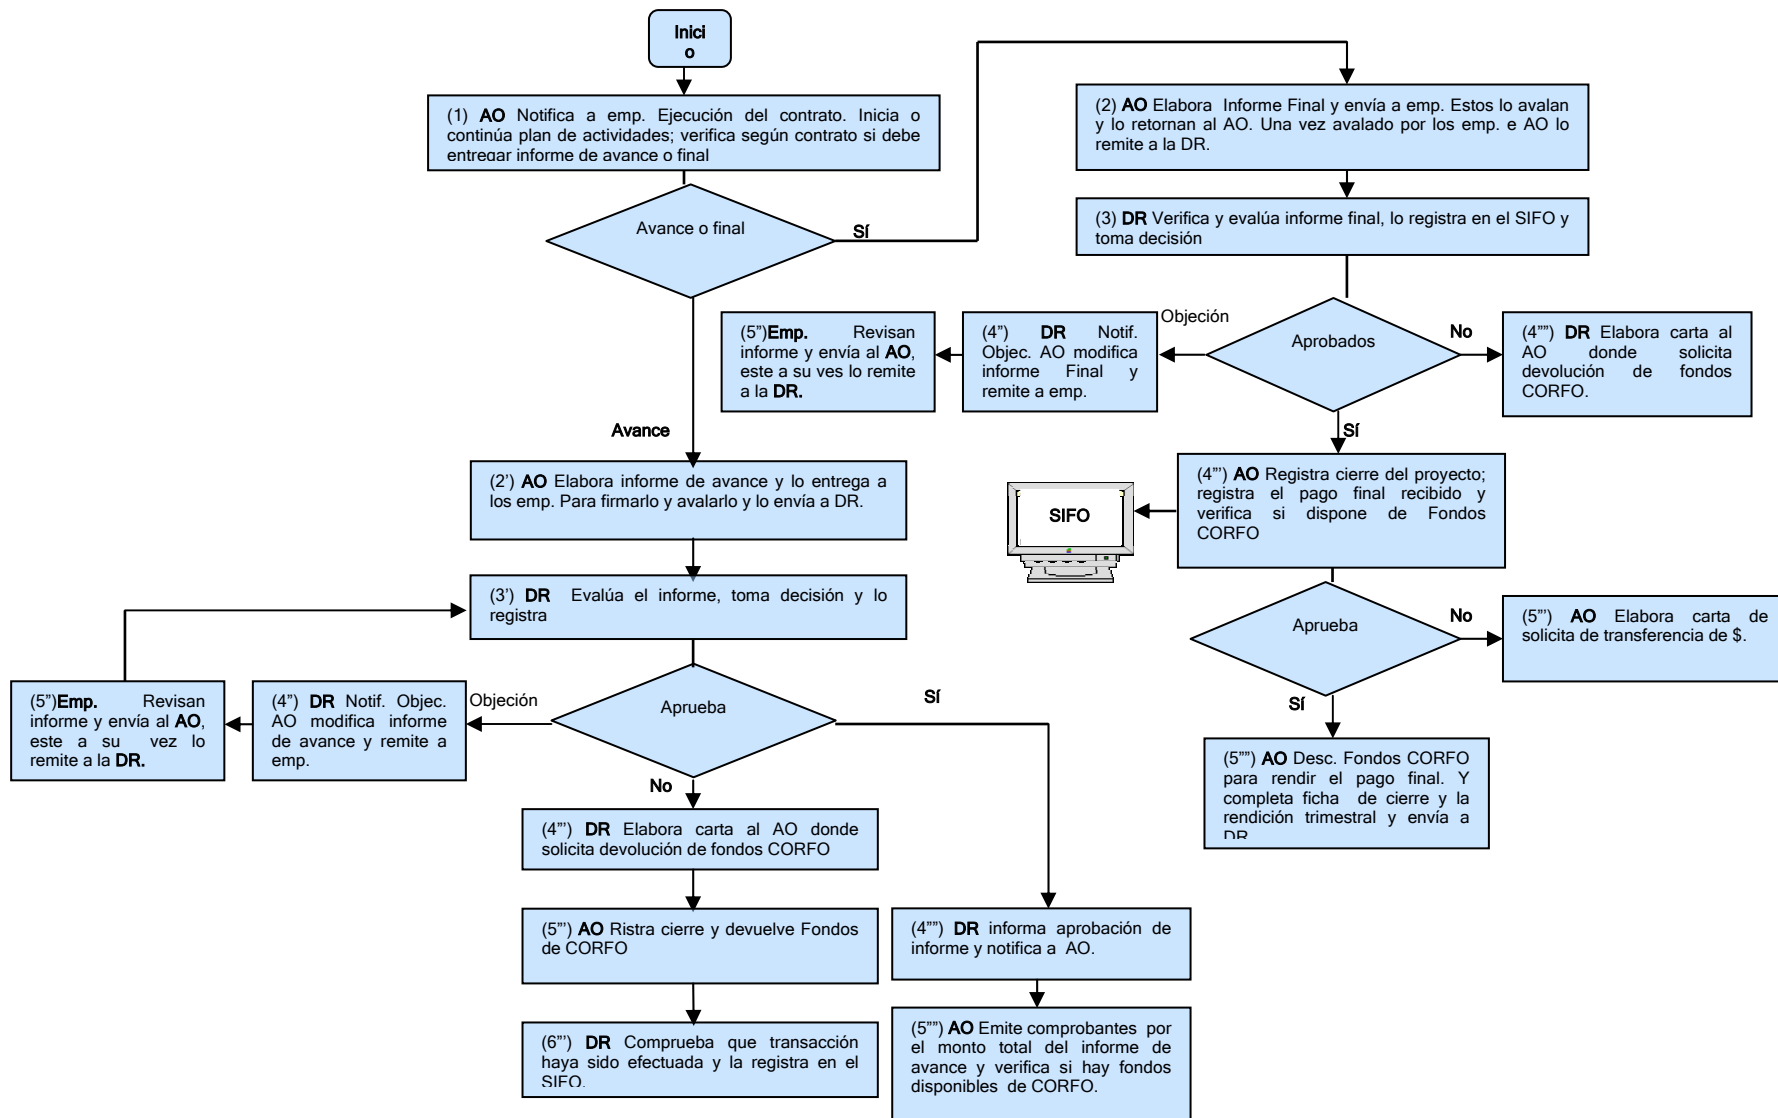 Inici
o
(1) AO Notifica a emp. Ejecución del contrato. Inicia o
continúa plan de actividades; verifica según contrato si debe
entregar informe de avance o final
Avance o final
Sí
(2) AO Elabora Informe Final y envía a emp. Estos lo avalan
y lo retornan al AO. Una vez avalado por los emp. e AO lo
remite a la DR.
(3) DR Verifica y evalúa informe final, lo registra en el SIFO y
toma decisión
Aprobados
Objeción
No
Sí
(5'')Emp. Revisan
informe y envía al AO,
este a su ves lo remite
a la DR.
(4'') DR Notif.
Objec. AO modifica
informe Final y
remite a emp.
(4'''') DR Elabora carta al
AO donde solicita
devolución de fondos
CORFO.
(4''') AO Registra cierre del proyecto;
registra el pago final recibido y
verifica si dispone de Fondos
CORFO
SIFO
Aprueba
No
Sí
(5''') AO Elabora carta de
solicita de transferencia de $.
(5'''') AO Desc. Fondos CORFO
para rendir el pago final. Y
completa ficha de cierre y la
rendición trimestral y envía a
DR
Avance
(2') AO Elabora informe de avance y lo entrega a
los emp. Para firmarlo y avalarlo y lo envía a DR.
(3') DR Evalúa el informe, toma decisión y lo
registra
Aprueba
Objeción
Sí
No
(5'')Emp. Revisan
informe y envía al AO,
este a su vez lo
remite a la DR.
(4'') DR Notif. Objec.
AO modifica informe
de avance y remite a
emp.
(4''') DR Elabora carta al AO donde
solicita devolución de fondos CORFO
(5''') AO Ristra cierre y devuelve Fondos
de CORFO
(6''') DR Comprueba que transacción
haya sido efectuada y la registra en el
SIFO.
(4'''') DR informa aprobación de
informe y notifica a AO.
(5'''') AO Emite comprobantes por
el monto total del informe de
avance y verifica si hay fondos
disponibles de CORFO.